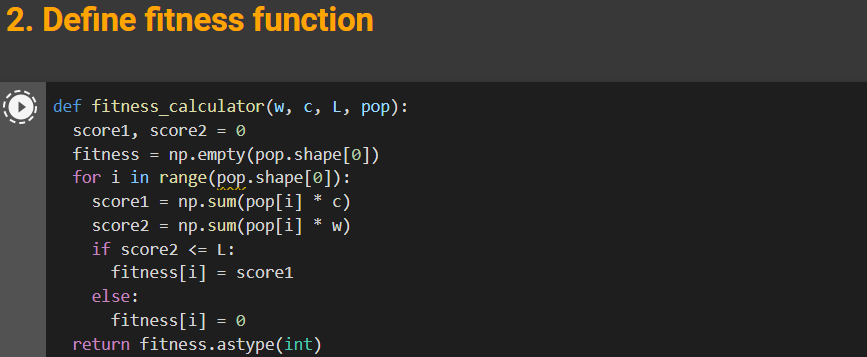 2. Define fitness function
def fitness_calculator(w, c, L, pop):
  score1, score2 = 0
  fitness = np.empty(pop.shape[0])
  for i in range(pop.shape[0]):
    score1 = np.sum(pop[i] * c)
    score2 = np.sum(pop[i] * w)
    if score2 <= L:
      fitness[i] = score1
    else:
      fitness[i] = 0
  return fitness.astype(int)